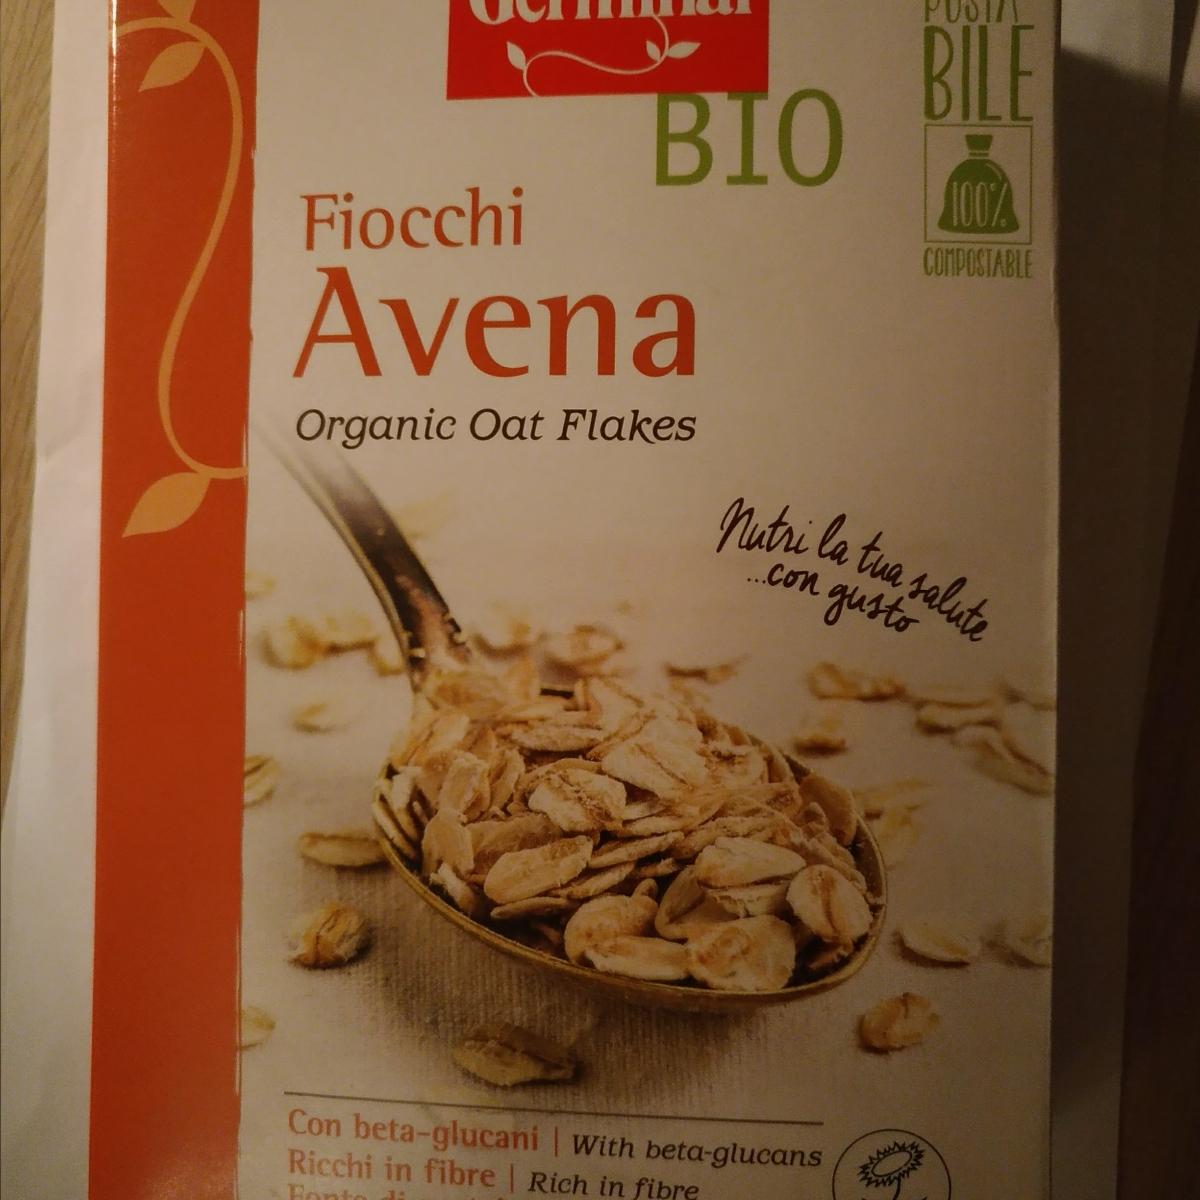 Germinal
BIO
BILE
100%
COMPOSTABLE
Fiocchi
Avena
Organic Oat Flakes
Nutri la tua salute
...con gusto
Con beta-glucani | With beta-glucans
Ricchi in fibre | Rich in fibre